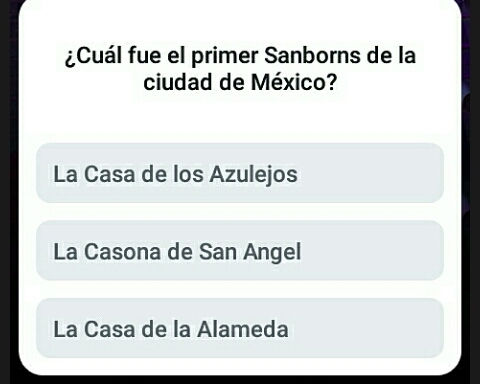 ¿Cuál fue el primer Sanborns de la
ciudad de México?
La Casa de los Azulejos
La Casona de San Angel
La Casa de la Alameda